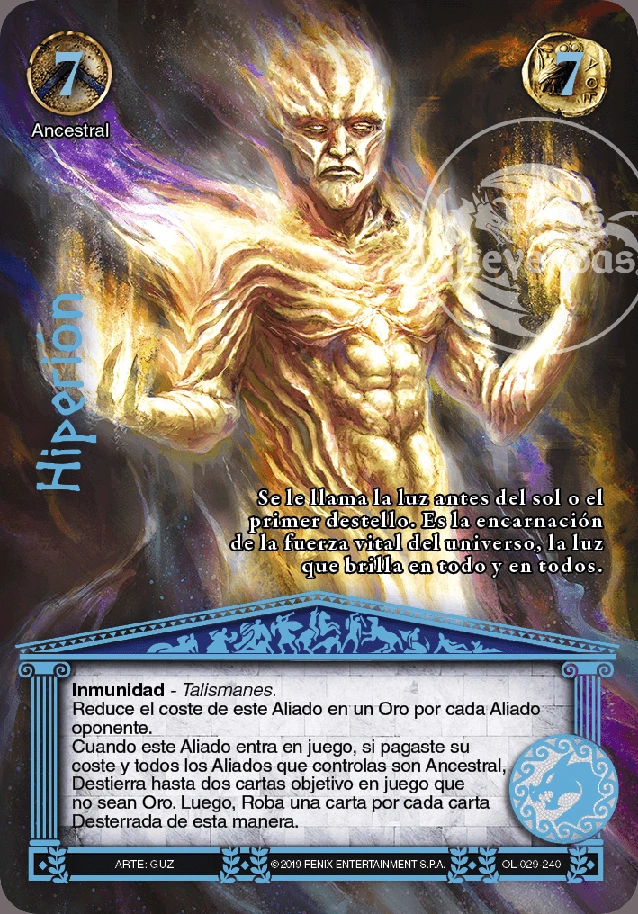 7
7
Ancestral
Hiperión
Se le llama la luz antes del sol o el
primer destello. Es la encarnación
de la fuerza vital del universo, la luz
que brilla en todo y en todos.
Inmunidad - Talismanes.
Reduce el coste de este Aliado en un Oro por cada Aliado
oponente.
Cuando este Aliado entra en juego, si pagaste su
coste y todos los Aliados que controlas son Ancestral,
Destierra hasta dos cartas objetivo en juego que
no sean Oro. Luego, Roba una carta por cada carta
Desterrada de esta manera.
ARTE: GUZ
© 2019 FENIX ENTERTAINMENT S.P.A.
OL 029-240